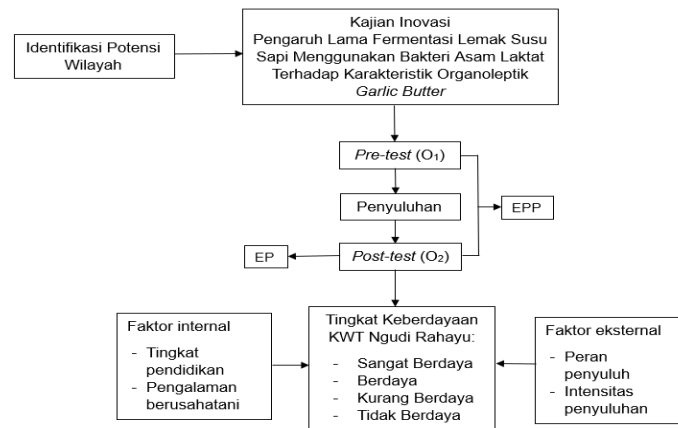 Identifikasi Potensi
Wilayah
Kajian Inovasi
Pengaruh Lama Fermentasi Lemak Susu
Sapi Menggunakan Bakteri Asam Laktat
Terhadap Karakteristik Organoleptik
Garlic Butter
Pre-test (O₁)
Penyuluhan
EPP
EP
Post-test (O₂)
Faktor internal
- Tingkat
pendidikan
- Pengalaman
berusahatani
Tingkat Keberdayaan
KWT Ngudi Rahayu:
- Sangat Berdaya
- Berdaya
- Kurang Berdaya
- Tidak Berdaya
Faktor eksternal
- Peran
penyuluh
- Intensitas
penyuluhan